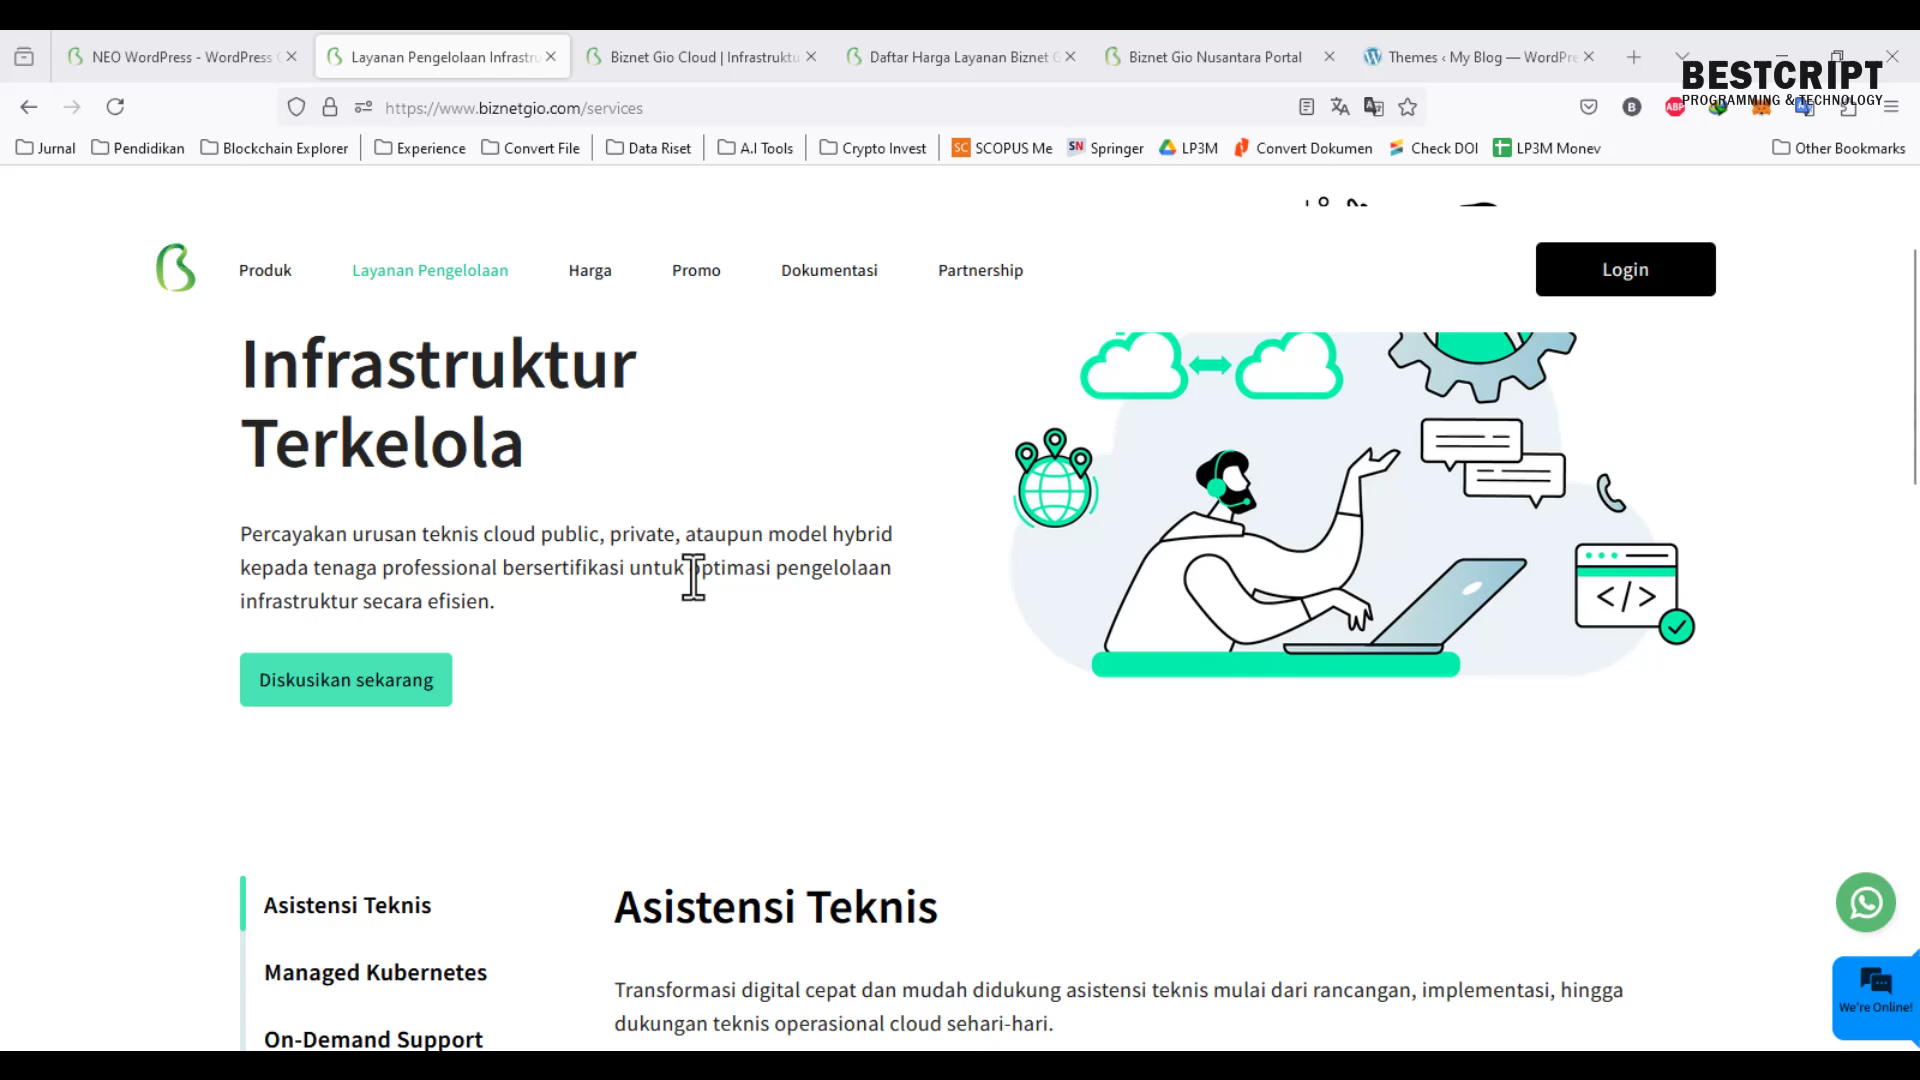 NEO WordPress - WordPress
Layanan Pengelolaan Infrastru
Biznet Gio Cloud | Infrastruktu
Daftar Harga Layanan Biznet G
Biznet Gio Nusantara Portal
Themes ‹ My Blog — WordPre
BESTCRIPT
PROGRAMMING & TECHNOLOGY
https://www.biznetgio.com/services
B
ABP
Jurnal
Pendidikan
Blockchain Explorer
Experience
Convert File
Data Riset
A.I Tools
Crypto Invest
SC
SCOPUS Me
SN
Springer
LP3M
Convert Dokumen
Check DOI
LP3M Monev
Other Bookmarks
Produk
Layanan Pengelolaan
Harga
Promo
Dokumentasi
Partnership
Login
Infrastruktur
Terkelola
Percayakan urusan teknis cloud public, private, ataupun model hybrid
kepada tenaga professional bersertifikasi untuk optimasi pengelolaan
infrastruktur secara efisien.
Diskusikan sekarang
</>
Asistensi Teknis
Managed Kubernetes
On-Demand Support
Asistensi Teknis
Transformasi digital cepat dan mudah didukung asistensi teknis mulai dari rancangan, implementasi, hingga
dukungan teknis operasional cloud sehari-hari.
We're Online!